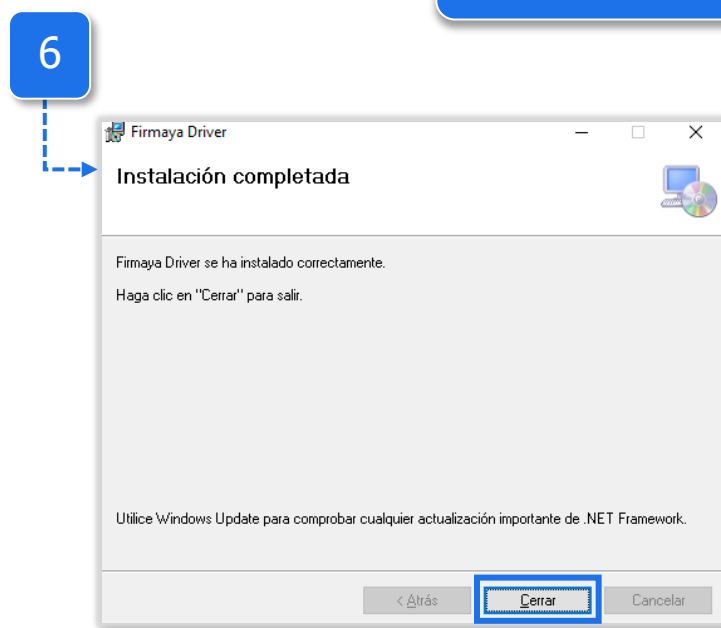 6
Firmaya Driver
Instalación completada
Firmaya Driver se ha instalado correctamente.
Haga clic en "Cerrar" para salir.
Utilice Windows Update para comprobar cualquier actualización importante de .NET Framework.
< Atrás
Cerrar
Cancelar